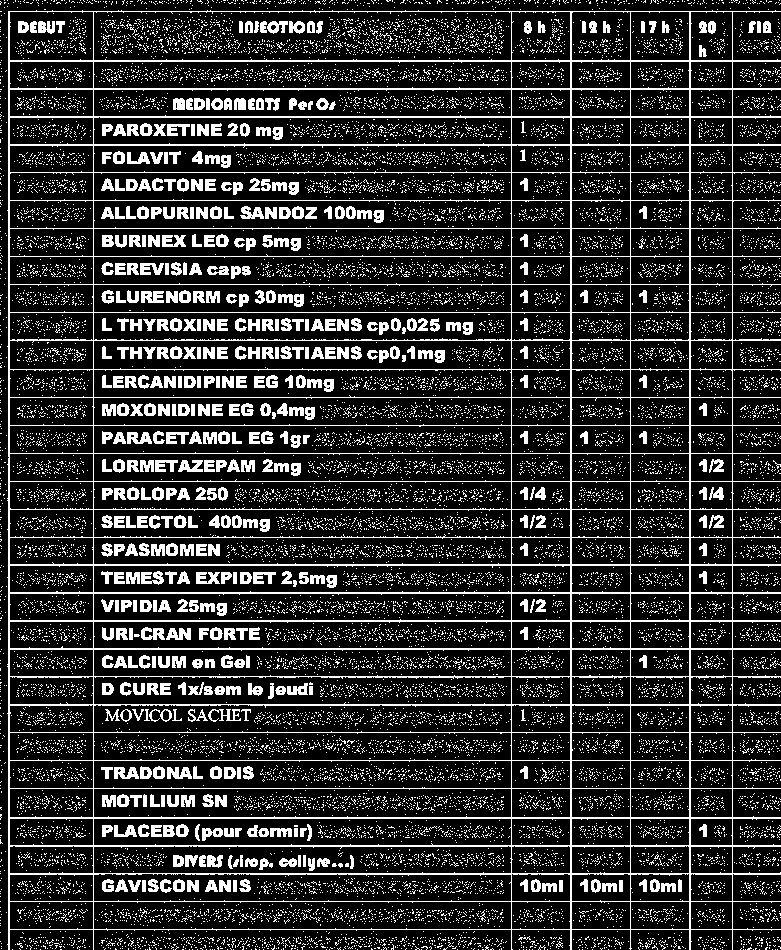 DEBUT INJECTIONS 8 h 12 h 17 h 20 h FIN
MEDICAMENTS Per Os
PAROXETINE 20 mg 1
FOLAVIT 4mg 1
ALDACTONE cp 25mg 1
ALLOPURINOL SANDOZ 100mg 1
BURINEX LEO cp 5mg 1
CEREVISIA caps 1
GLURENORM cp 30mg 1 1 1
L THYROXINE CHRISTIAENS cp0,025 mg 1
L THYROXINE CHRISTIAENS cp0,1mg 1
LERCANIDIPINE EG 10mg 1 1
MOXONIDINE EG 0,4mg 1
PARACETAMOL EG 1gr 1 1 1
LORMETAZEPAM 2mg 1/2
PROLOPA 250 1/4 1/4
SELECTOL 400mg 1/2 1/2
SPASMOMEN 1 1
TEMESTA EXPIDET 2,5mg 1
VIPIDIA 25mg 1/2
URI-CRAN FORTE 1
CALCIUM en Gel 1
D CURE 1x/sem le jeudi
MOVICOL SACHET 1
TRADONAL ODIS 1
MOTILIUM SN
PLACEBO (pour dormir) 1
DIVERS (sirop, collyre...)
GAVISCON ANIS 10ml 10ml 10ml